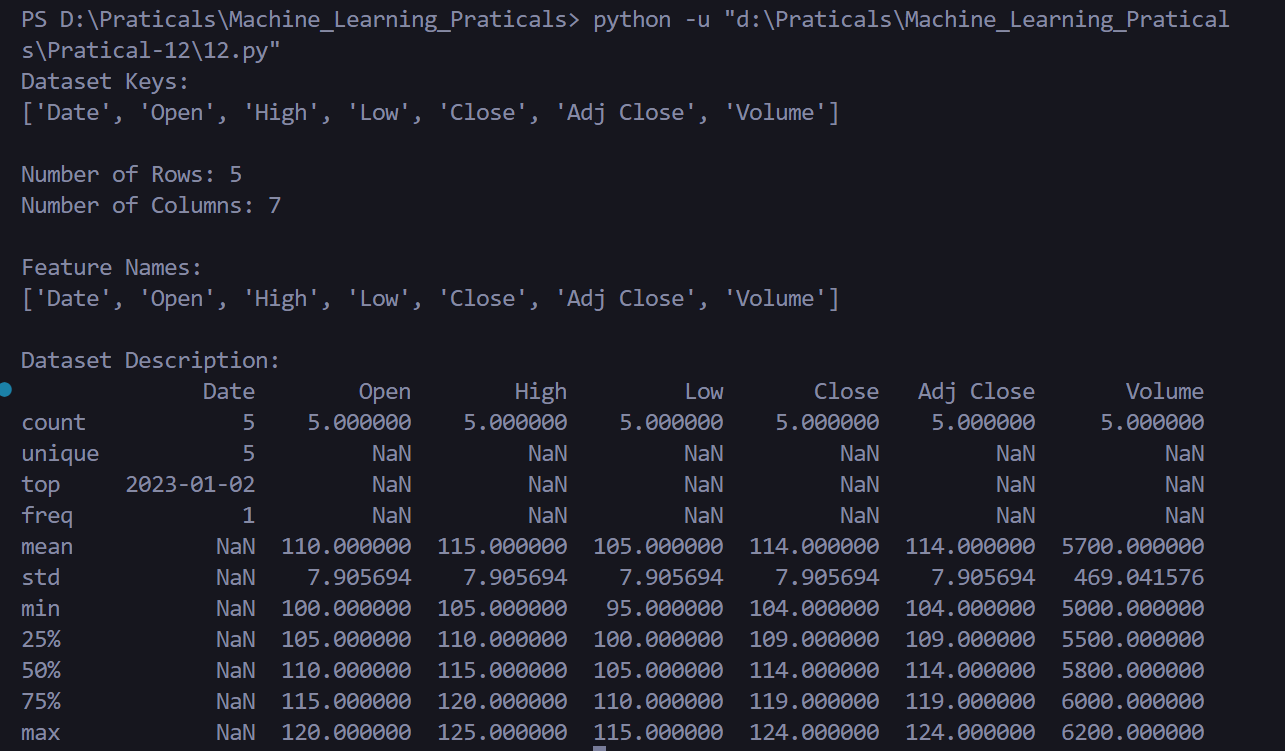 PS D:\Praticals\Machine_Learning_Praticals> python -u "d:\Praticals\Machine_Learning_Pratical
s\Pratical-12\12.py"
Dataset Keys:
['Date', 'Open', 'High', 'Low', 'Close', 'Adj Close', 'Volume']
Number of Rows: 5
Number of Columns: 7
Feature Names:
['Date', 'Open', 'High', 'Low', 'Close', 'Adj Close', 'Volume']
Dataset Description:
Date Open High Low Close Adj Close Volume
count 5 5.000000 5.000000 5.000000 5.000000 5.000000 5.000000
unique 5 NaN NaN NaN NaN NaN NaN
top 2023-01-02 NaN NaN NaN NaN NaN NaN
freq 1 NaN NaN NaN NaN NaN NaN
mean NaN 110.000000 115.000000 105.000000 114.000000 114.000000 5700.000000
std NaN 7.905694 7.905694 7.905694 7.905694 7.905694 469.041576
min NaN 100.000000 105.000000 95.000000 104.000000 104.000000 5000.000000
25% NaN 105.000000 110.000000 100.000000 109.000000 109.000000 5500.000000
50% NaN 110.000000 115.000000 105.000000 114.000000 114.000000 5800.000000
75% NaN 115.000000 120.000000 110.000000 119.000000 119.000000 6000.000000
max NaN 120.000000 125.000000 115.000000 124.000000 124.000000 6200.000000